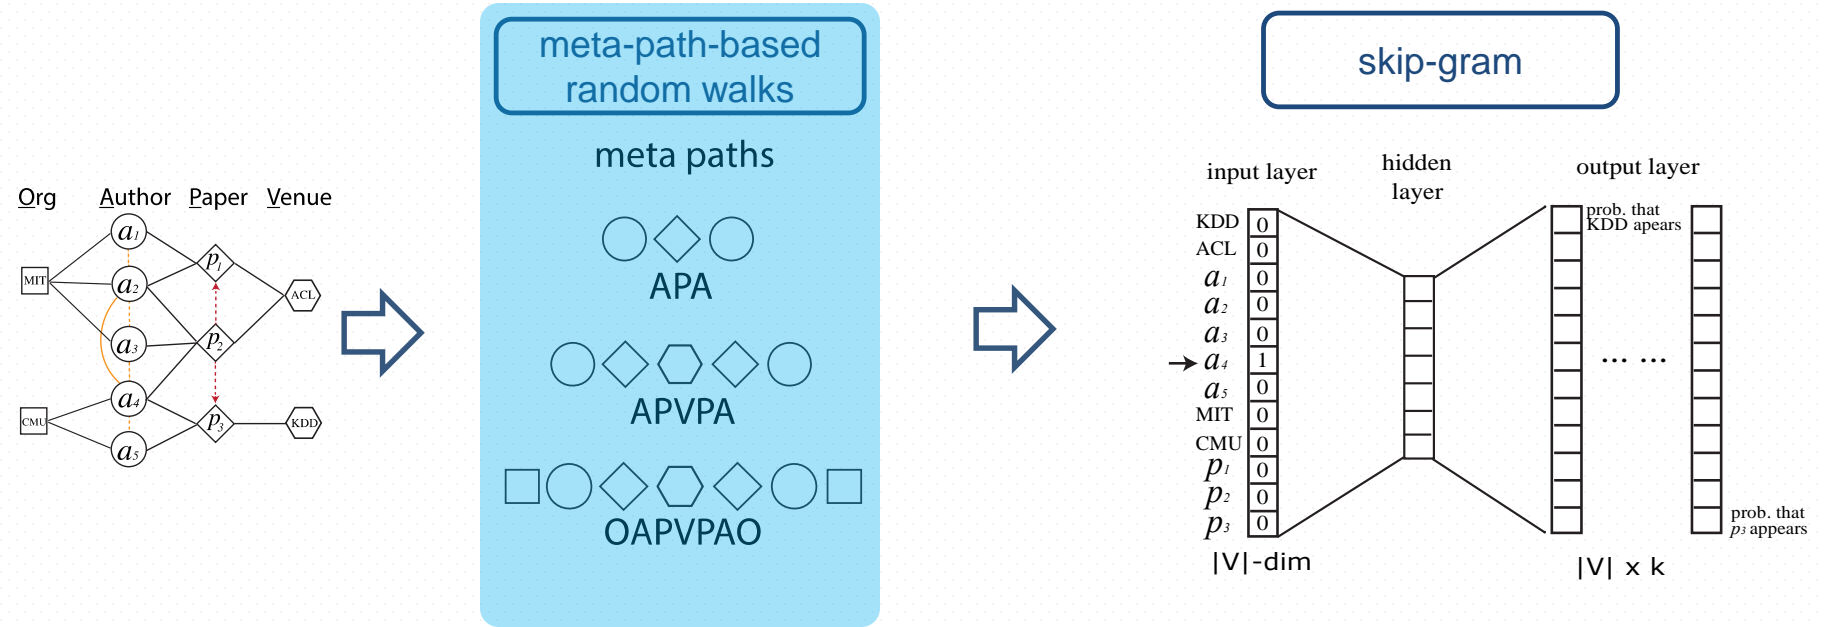 Org Author Paper Venue
a1
p1
MIT
a2
ACL
a3
p2
a4
CMU
p3
KDD
a5
meta-path-based
random walks
meta paths
APA
APVPA
OAPVPAO
skip-gram
input layer
hidden
layer
output layer
KDD 0
ACL 0
a1 0
a2 0
a3 0
a4 1
a5 0
MIT 0
CMU 0
p1 0
p2 0
p3 0
|V|-dim
prob. that
KDD apears
... ...
prob. that
p3 appears
|V| x k